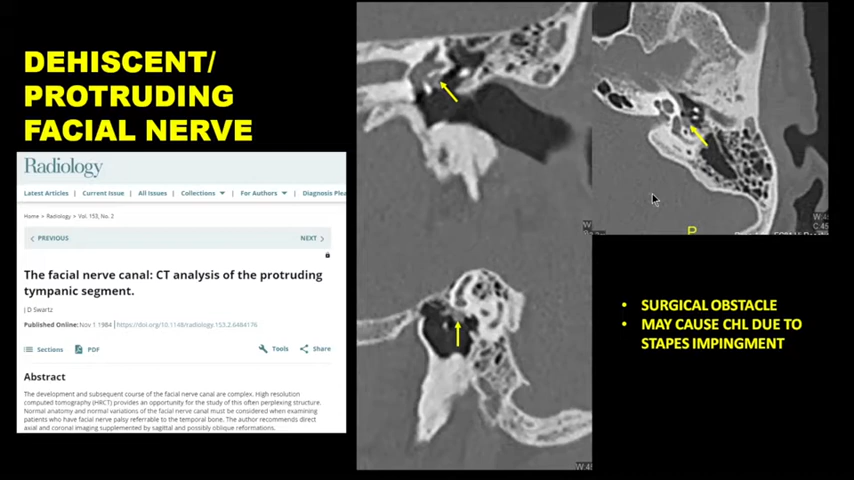 DEHISCENT/
PROTRUDING
FACIAL NERVE
Radiology
Latest Articles | Current Issue | All Issues | Collections | For Authors | Diagnosis Plea
Home > Radiology > Vol. 153, No. 2
PREVIOUS NEXT
The facial nerve canal: CT analysis of the protruding
tympanic segment.
J D Swartz
Published Online: Nov 1 1984 | https://doi.org/10.1148/radiology.153.2.6484176
Sections PDF Tools Share
Abstract
The development and subsequent course of the facial nerve canal are complex. High resolution
computed tomography (HRCT) provides an opportunity for the study of this often perplexing structure.
Normal anatomy and normal variations of the facial nerve canal must be considered when examining
patients who have facial nerve palsy referable to the temporal bone. The author recommends direct
axial and coronal imaging supplemented by sagittal and possibly oblique reformations.
P
• SURGICAL OBSTACLE
• MAY CAUSE CHL DUE TO
STAPES IMPINGMENT